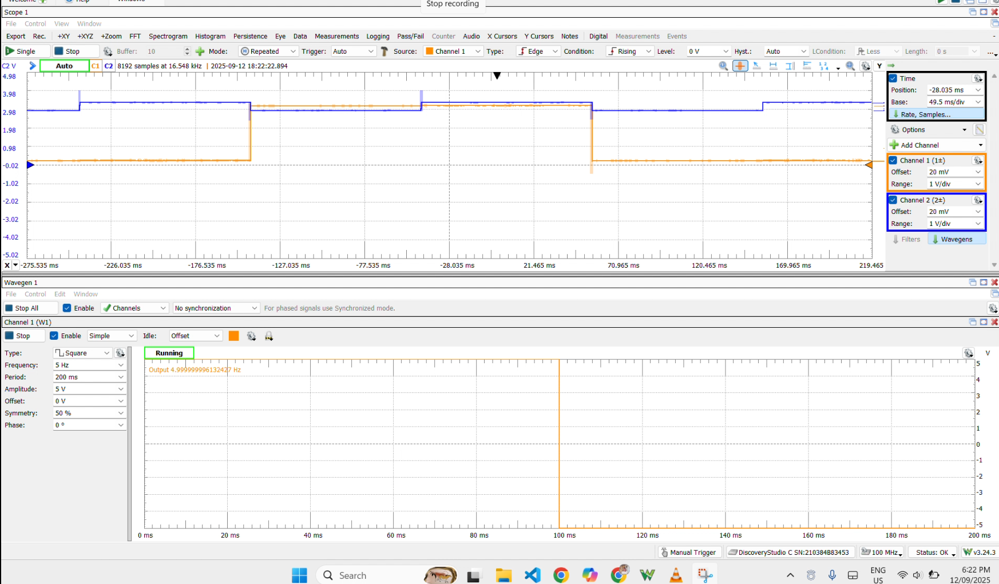 Welcome Help Windows
Stop recording
Scope 1
File Control View Window
Export Rec. +XY +XYZ +Zoom FFT Spectrogram Histogram Persistence Eye Data Measurements Logging Pass/Fail Counter Audio X Cursors Y Cursors Notes Digital Measurements Events
Single Stop Buffer: 10 Mode: Repeated Trigger: Auto Source: Channel 1 Type: Edge Condition: Rising Level: 0 V Hyst.: Auto LCondition: Less Length: 0 s ...
C2 V Auto C1 C2 8192 samples at 16.548 kHz | 2025-09-12 18:22:22.894 Y
4.98
3.98
2.98
1.98
0.98
-0.02
-1.02
-2.02
-3.02
-4.02
-5.02
X -275.535 ms -226.035 ms -176.535 ms -127.035 ms -77.535 ms -28.035 ms 21.465 ms 70.965 ms 120.465 ms 169.965 ms 219.465
Time
Position: -28.035 ms
Base: 49.5 ms/div
Rate, Samples...
Options
Add Channel
Channel 1 (1±)
Offset: 20 mV
Range: 1 V/div
Channel 2 (2±)
Offset: 20 mV
Range: 1 V/div
Filters Wavegens
Wavegen 1
File Control Edit Window
Stop All Enable Channels No synchronization For phased signals use Synchronized mode.
Channel 1 (W1)
Stop Enable Simple Idle: Offset
Type: Square
Frequency: 5 Hz
Period: 200 ms
Amplitude: 5 V
Offset: 0 V
Symmetry: 50 %
Phase: 0 º
Running V
Output 4.999999996132427 Hz
5
4
3
2
1
0
-1
-2
-3
-4
-5
0 ms 20 ms 40 ms 60 ms 80 ms 100 ms 120 ms 140 ms 160 ms 180 ms 200 ms
Manual Trigger DiscoveryStudio C SN:210384B83453 100 MHz Status: OK v3.24.3
Search
ENG
US
6:22 PM
12/09/2025